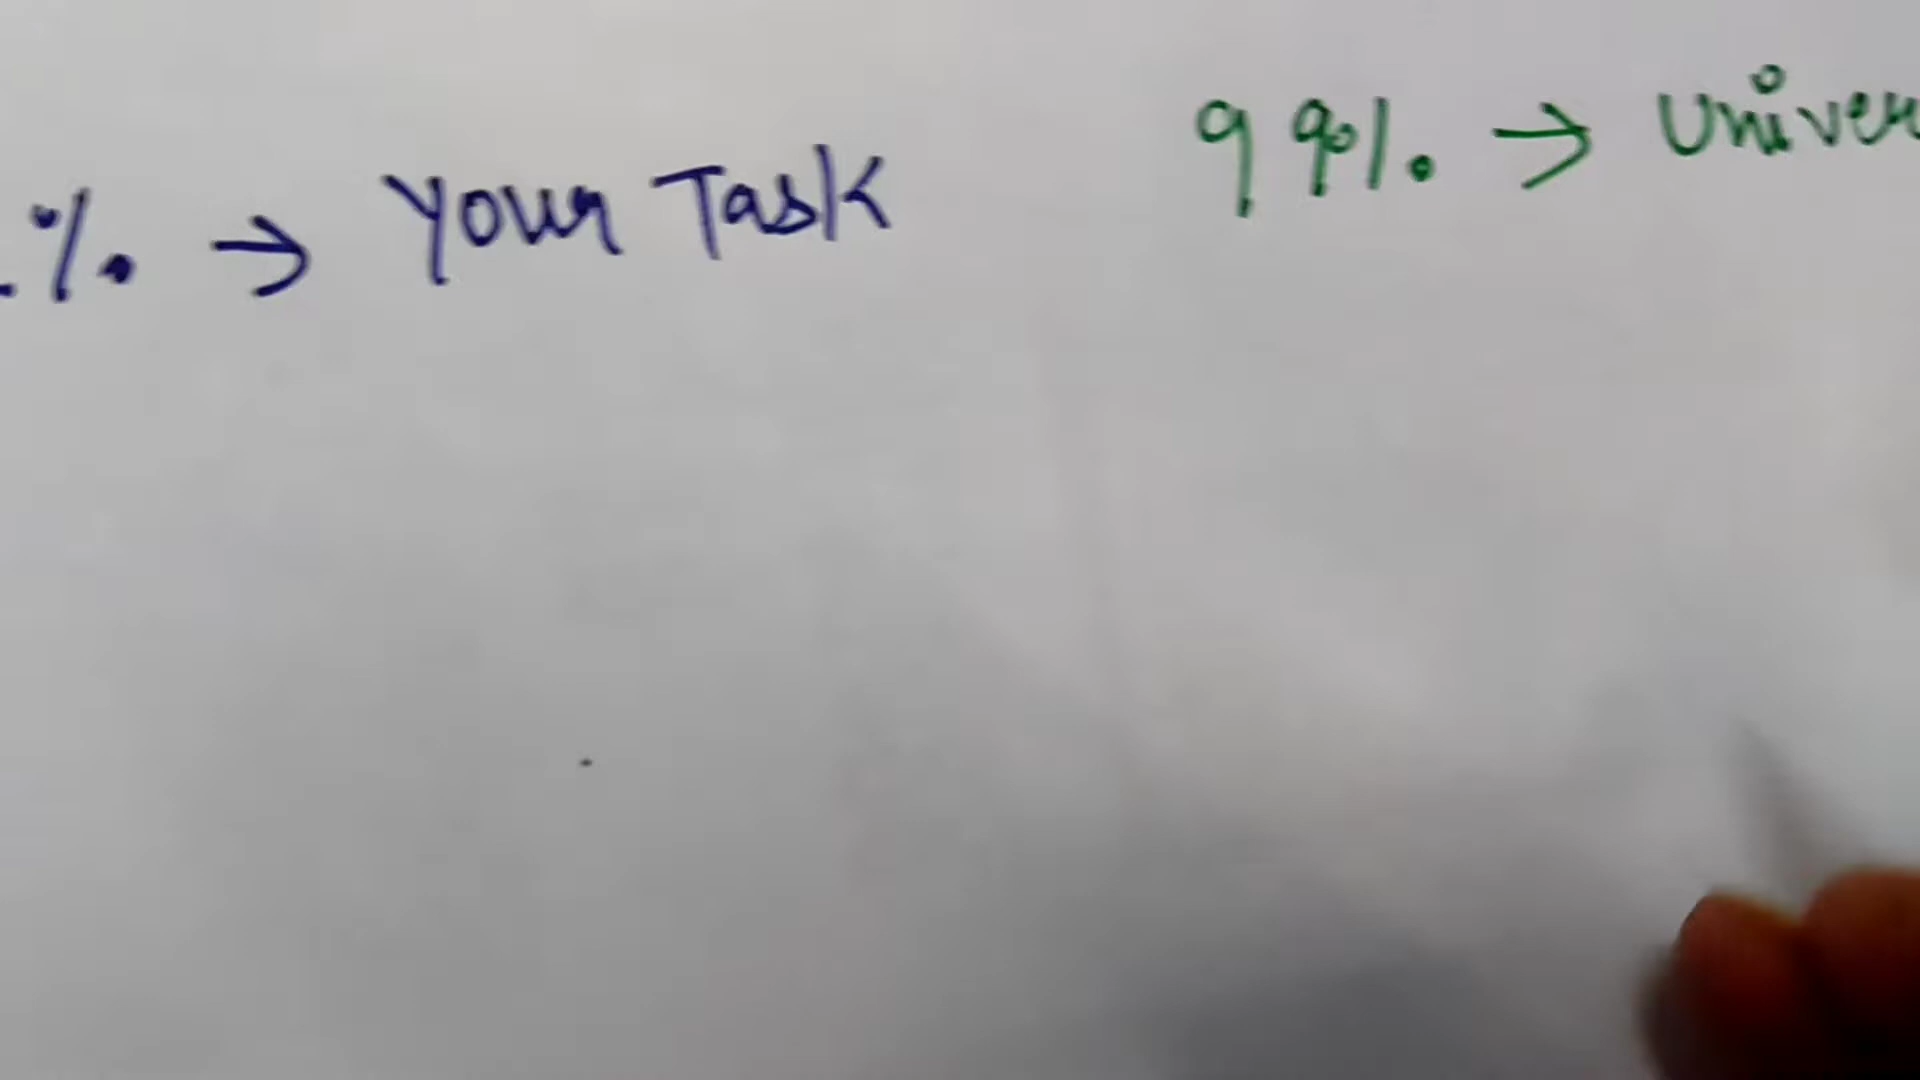 % → Your Task
99% → Univer